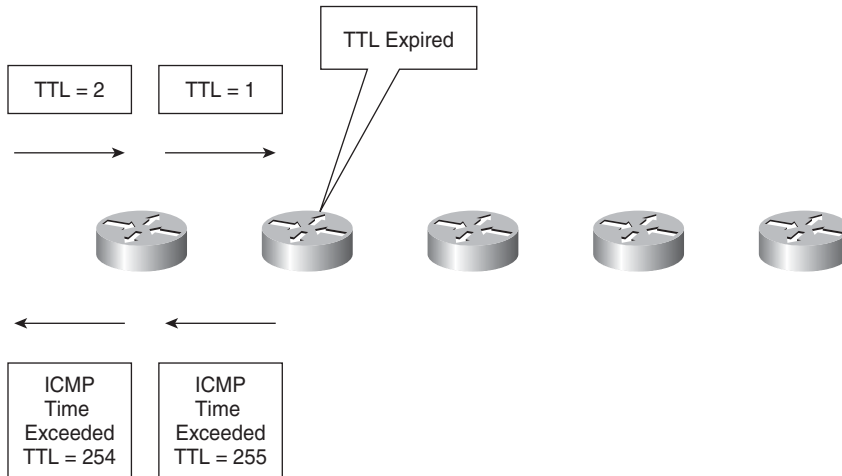 TTL Expired
TTL = 2
TTL = 1
ICMP
Time
Exceeded
TTL = 254
ICMP
Time
Exceeded
TTL = 255